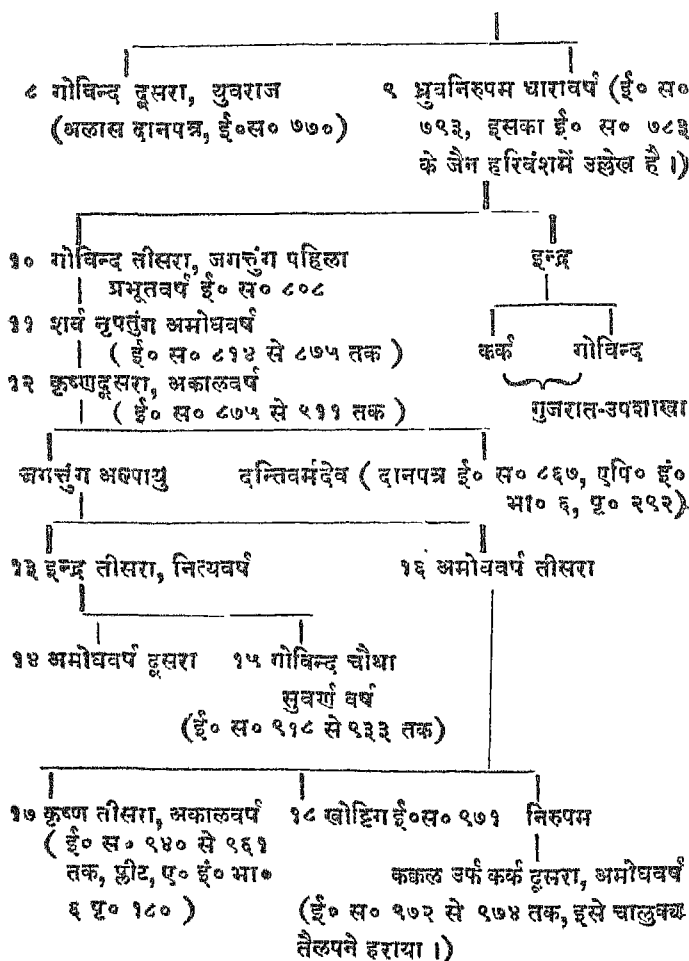 ८ गोविन्द दूसरा, युवराज ९ ध्रुवनिरुपम धारावर्ष (ई० स०
(अलास दानपत्र, ई०स० ७७०) ७९३, इसका ई० स० ७८३
के जैन हरिवंशमें उल्लेख है।)
१० गोविन्द तीसरा, जगत्तुंग पहिला इन्द्र
प्रभूतवर्ष ई० स० ८०८
११ शर्व नृपतुंग अमोघवर्ष
( ई० स० ८१४ से ८७५ तक ) कर्क गोविन्द
१२ कृष्णदूसरा, अकालवर्ष
( ई० स० ८७५ से ९११ तक ) गुजरात-उपशाखा
जगत्तुंग अल्पायु दन्तिवर्मदेव ( दानपत्र ई० स० ८६७, एपि० इं०
भा० ६, पृ० २९२)
१३ इन्द्र तीसरा, नित्यवर्ष १६ अमोघवर्ष तीसरा
१४ अमोघवर्ष दूसरा १५ गोविन्द चौथा
सुवर्ण वर्ष
(ई० स० ९१८ से ९३३ तक)
१७ कृष्ण तीसरा, अकालवर्ष १८ खोट्टिग ई०स० ९७१ निरुपम
( ई० स० ९४० से ९६१
तक, फ्लीट, ए० इं० भा० ककल उर्फ कर्क दूसरा, अमोघवर्ष
६ पृ० १८० ) (ई० स० ९७२ से ९७४ तक, इसे चालुक्य
तैलपने हराया।)